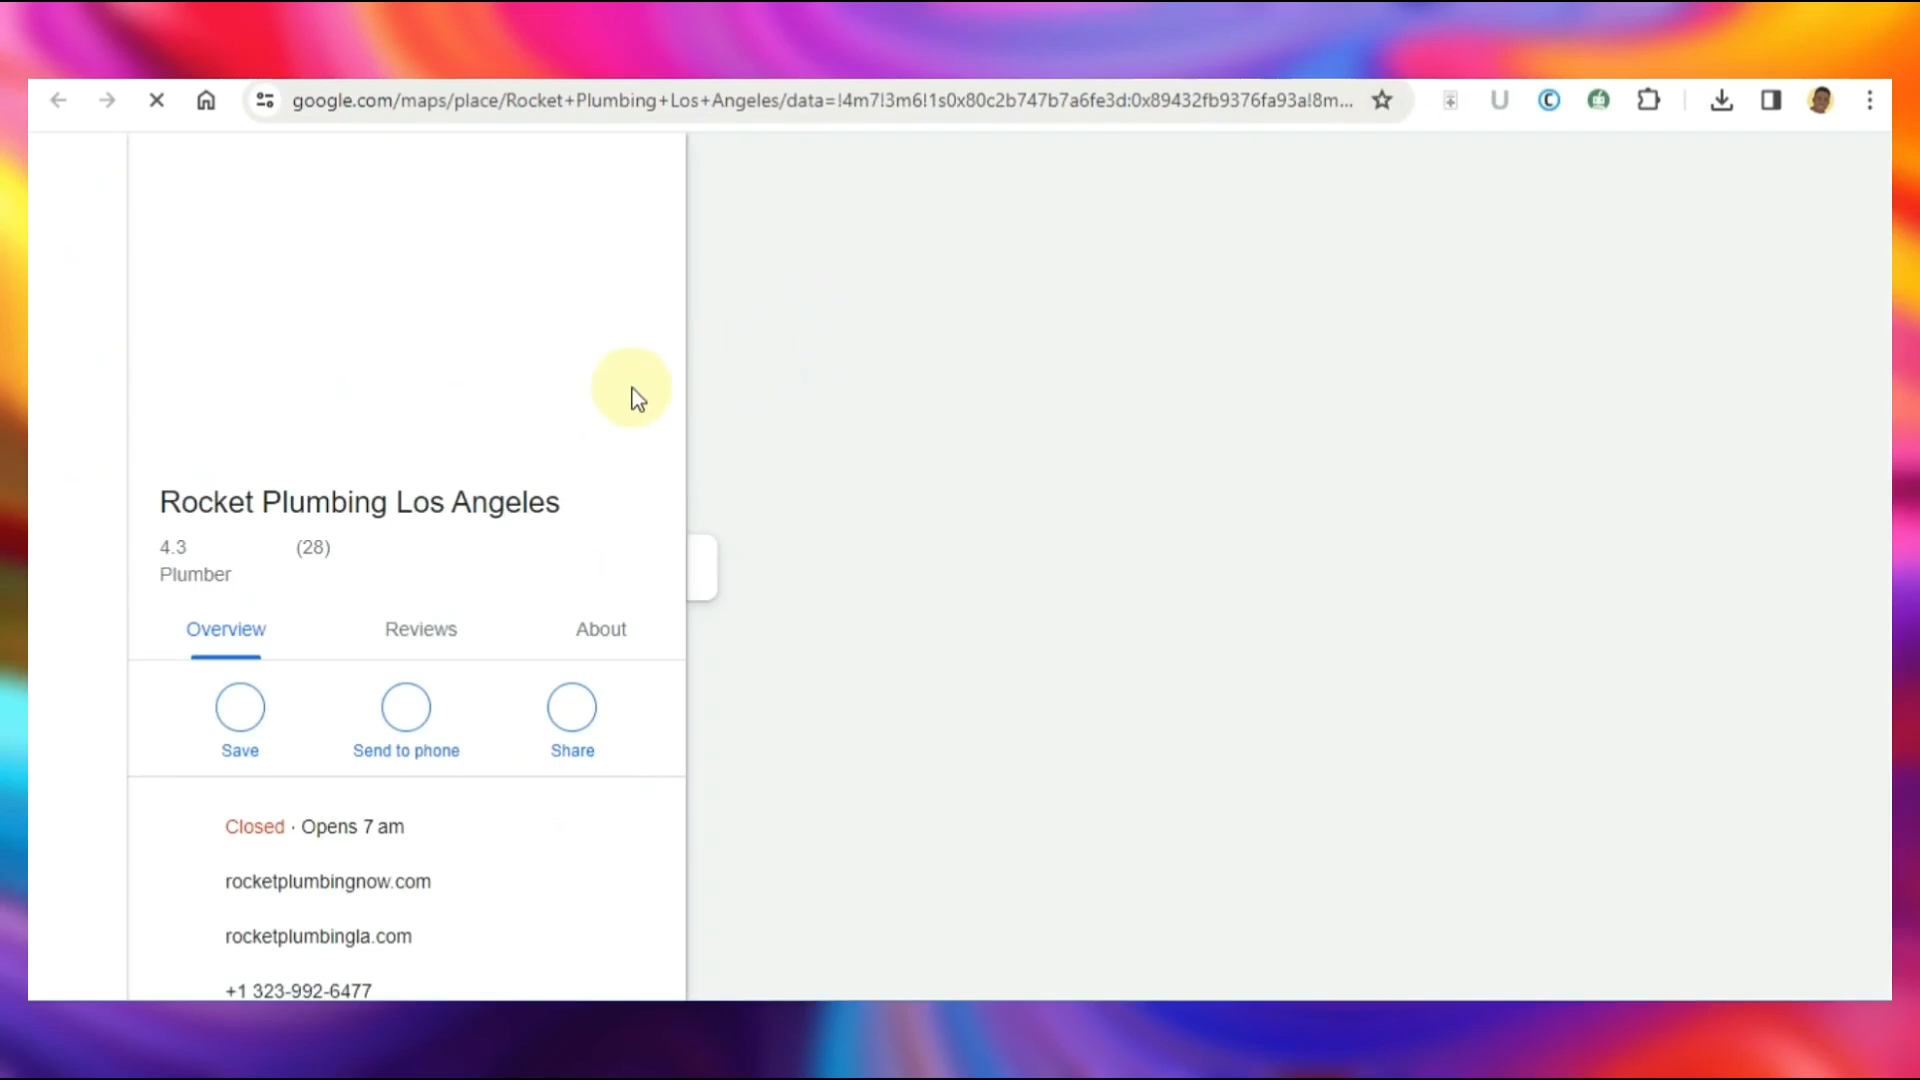 google.com/maps/place/Rocket+Plumbing+Los+Angeles/data=!4m7!3m6!1s0x80c2b747b7a6fe3d:0x89432fb9376fa93a!8m...
Rocket Plumbing Los Angeles
4.3 (28)
Plumber
Overview Reviews About
Save Send to phone Share
Closed · Opens 7 am
rocketplumbingnow.com
rocketplumbingla.com
+1 323-992-6477